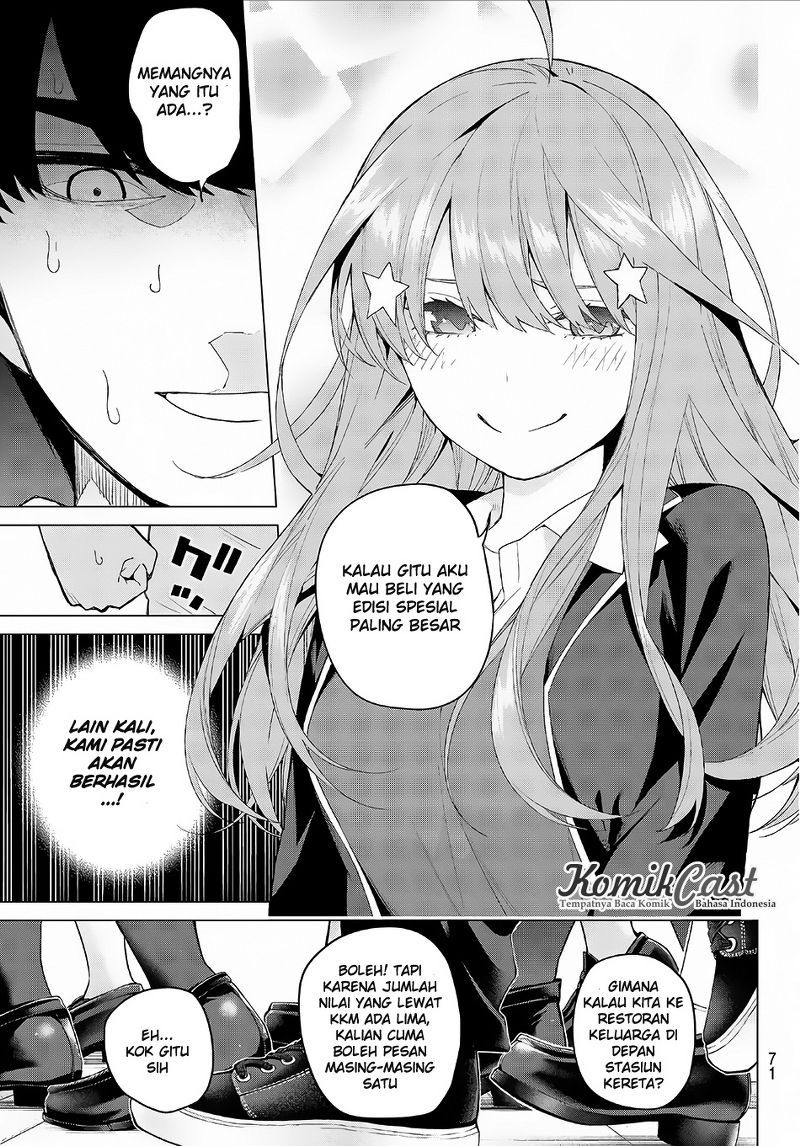 KALAU GITU AKU
MAU BELI YANG
EDISI SPESIAL
PALING BESAR
MEMANGNYA
YANG ITU
ADA...?
グッ
LAIN KALI,
KAMI PASTI
AKAN
BERHASIL
...!
KomikCast
Tempatnya Baca Komik Bahasa Indonesia
GIMANA
KALAU KITA KE
RESTORAN
KELUARGA DI
DEPAN
STASIUN
KERETA?
BOLEH! TAPI
KARENA JUMLAH
NILAI YANG LEWAT
KKM ADA LIMA,
KALIAN CUMA
BOLEH PESAN
MASING-MASING
SATU
EH...
KOK GITU
SIH
71